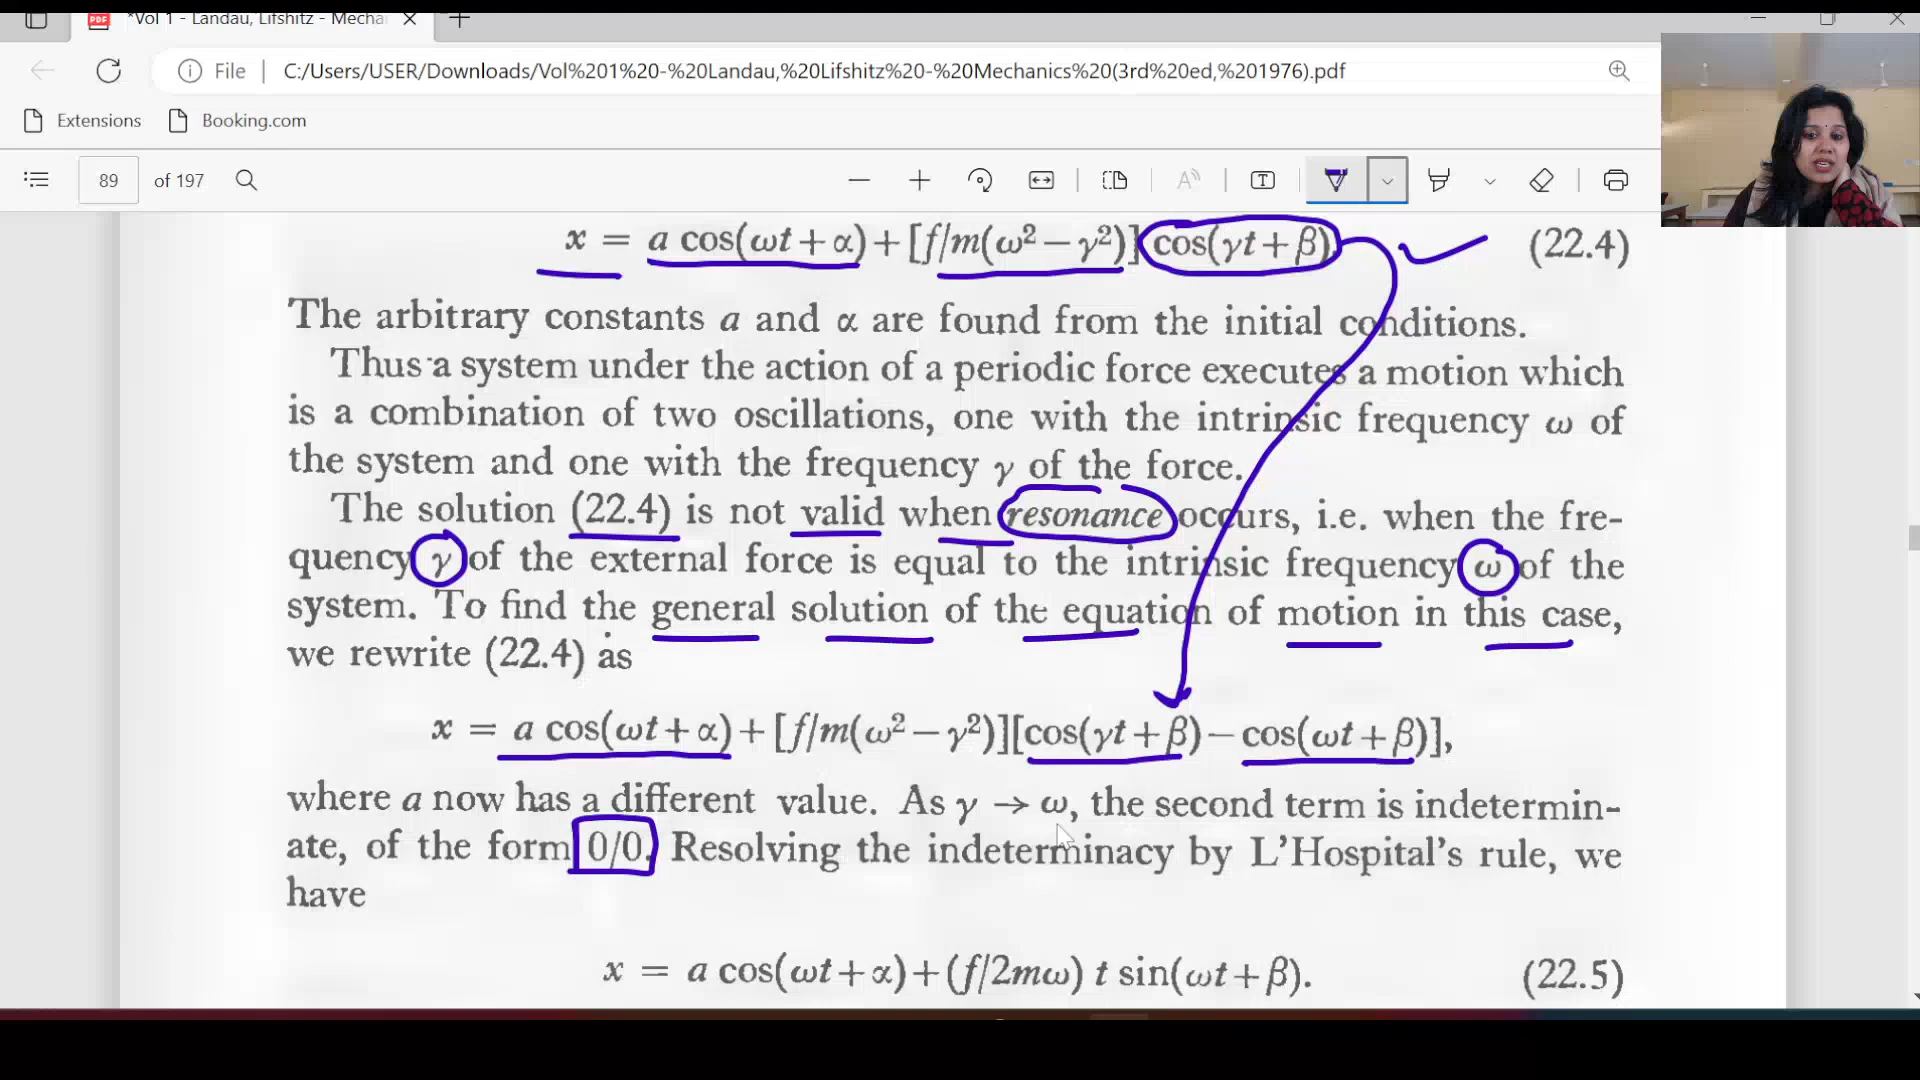 *Vol 1 - Landau, Lifshitz - Mecha
File
C:/Users/USER/Downloads/Vol%201%20-%20Landau,%20Lifshitz%20-%20Mechanics%20(3rd%20ed,%201976).pdf
Extensions
Booking.com
89 of 197
x = a cos(ωt + α) + [f/m(ω² − γ²)] cos(γt + β). (22.4)
The arbitrary constants a and α are found from the initial conditions.
Thus a system under the action of a periodic force executes a motion which
is a combination of two oscillations, one with the intrinsic frequency ω of
the system and one with the frequency γ of the force.
The solution (22.4) is not valid when resonance occurs, i.e. when the fre-
quency γ of the external force is equal to the intrinsic frequency ω of the
system. To find the general solution of the equation of motion in this case,
we rewrite (22.4) as
x = a cos(ωt + α) + [f/m(ω² − γ²)][cos(γt + β) − cos(ωt + β)],
where a now has a different value. As γ → ω, the second term is indetermin-
ate, of the form 0/0. Resolving the indeterminacy by L'Hospital's rule, we
have
x = a cos(ωt + α) + (f/2mω) t sin(ωt + β). (22.5)